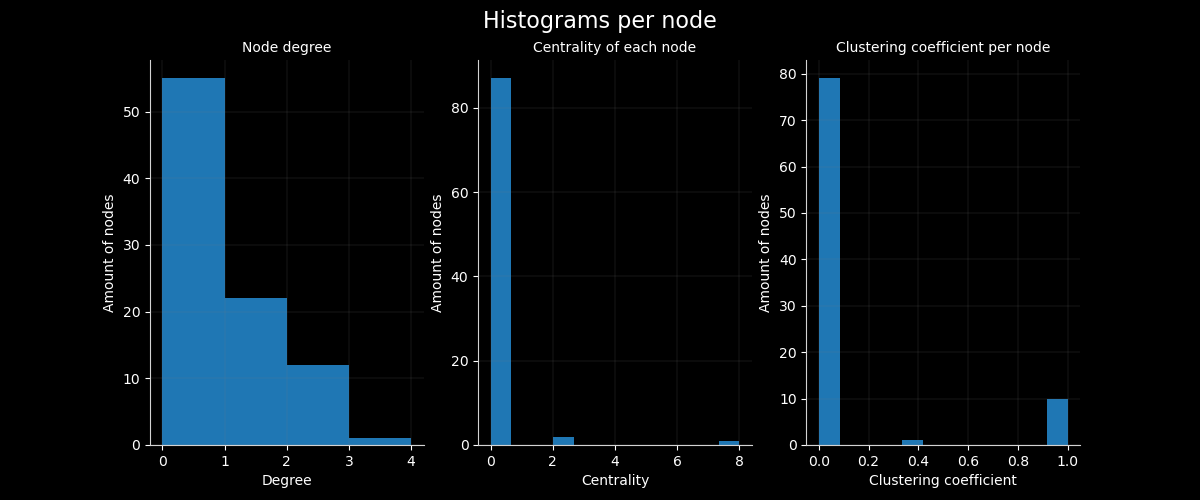 Histograms per node
Node degree
Amount of nodes
50
40
30
20
10
0
0 1 2 3 4
Degree
Centrality of each node
Amount of nodes
80
60
40
20
0
0 2 4 6 8
Centrality
Clustering coefficient per node
Amount of nodes
80
70
60
50
40
30
20
10
0
0.0 0.2 0.4 0.6 0.8 1.0
Clustering coefficient